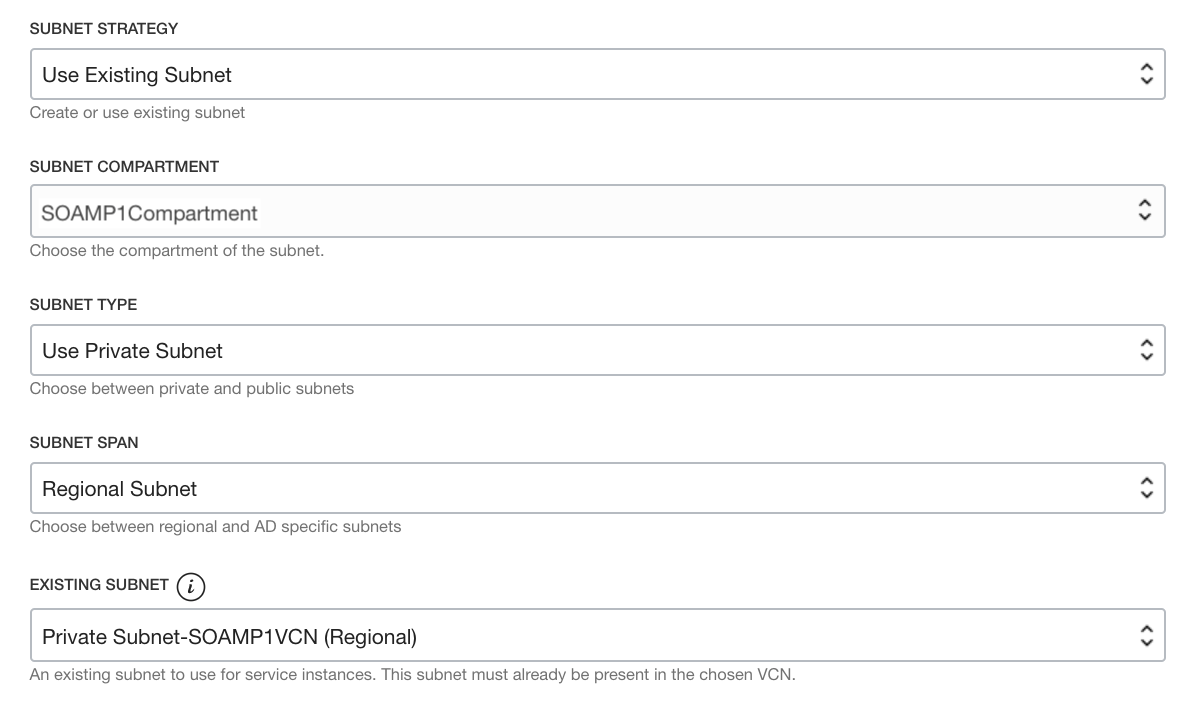 SUBNET STRATEGY
Use Existing Subnet
Create or use existing subnet
SUBNET COMPARTMENT
SOAMP1Compartment
Choose the compartment of the subnet.
SUBNET TYPE
Use Private Subnet
Choose between private and public subnets
SUBNET SPAN
Regional Subnet
Choose between regional and AD specific subnets
EXISTING SUBNET i
Private Subnet-SOAMP1VCN (Regional)
An existing subnet to use for service instances. This subnet must already be present in the chosen VCN.